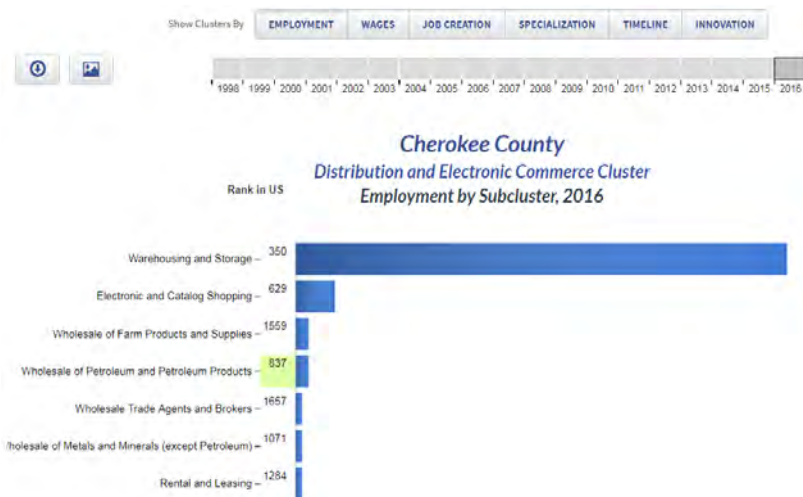 Show Clusters By EMPLOYMENT WAGES JOB CREATION SPECIALIZATION TIMELINE INNOVATION
1998 1999 2000 2001 2002 2003 2004 2005 2006 2007 2008 2009 2010 2011 2012 2013 2014 2015 2016
Cherokee County
Distribution and Electronic Commerce Cluster
Rank in US
Employment by Subcluster, 2016
Warehousing and Storage – 350
Electronic and Catalog Shopping – 629
Wholesale of Farm Products and Supplies – 1559
Wholesale of Petroleum and Petroleum Products – 837
Wholesale Trade Agents and Brokers – 1657
holesale of Metals and Minerals (except Petroleum) – 1071
Rental and Leasing – 1284